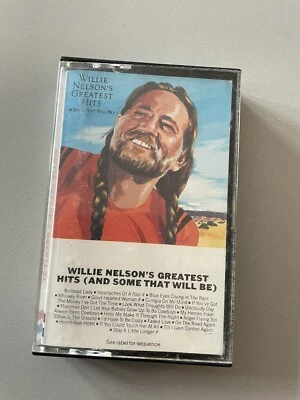 WILLIE
NELSON'S
GREATEST
HITS
& SOME THAT WILL BE
WILLIE NELSON'S GREATEST
HITS (AND SOME THAT WILL BE)
Railroad Lady • Heartaches Of A Fool # • Blue Eyes Crying In The Rain
• Whiskey River • Good Hearted Woman # • Georgia On My Mind # • If You've Got
The Money I've Got The Time • Look What Thoughts Will Do • Uncloudy Day
• Mammas Don't Let Your Babies Grow Up To Be Cowboys • My Heroes Have
Always Been Cowboys • Help Me Make It Through The Night • Angel Flying Too
Close To The Ground • I'd Have To Be Crazy • Faded Love • On The Road Again
• Heartbreak Hotel • If You Could Touch Her At All • Till I Gain Control Again
• Stay A Little Longer #
See label for sequence